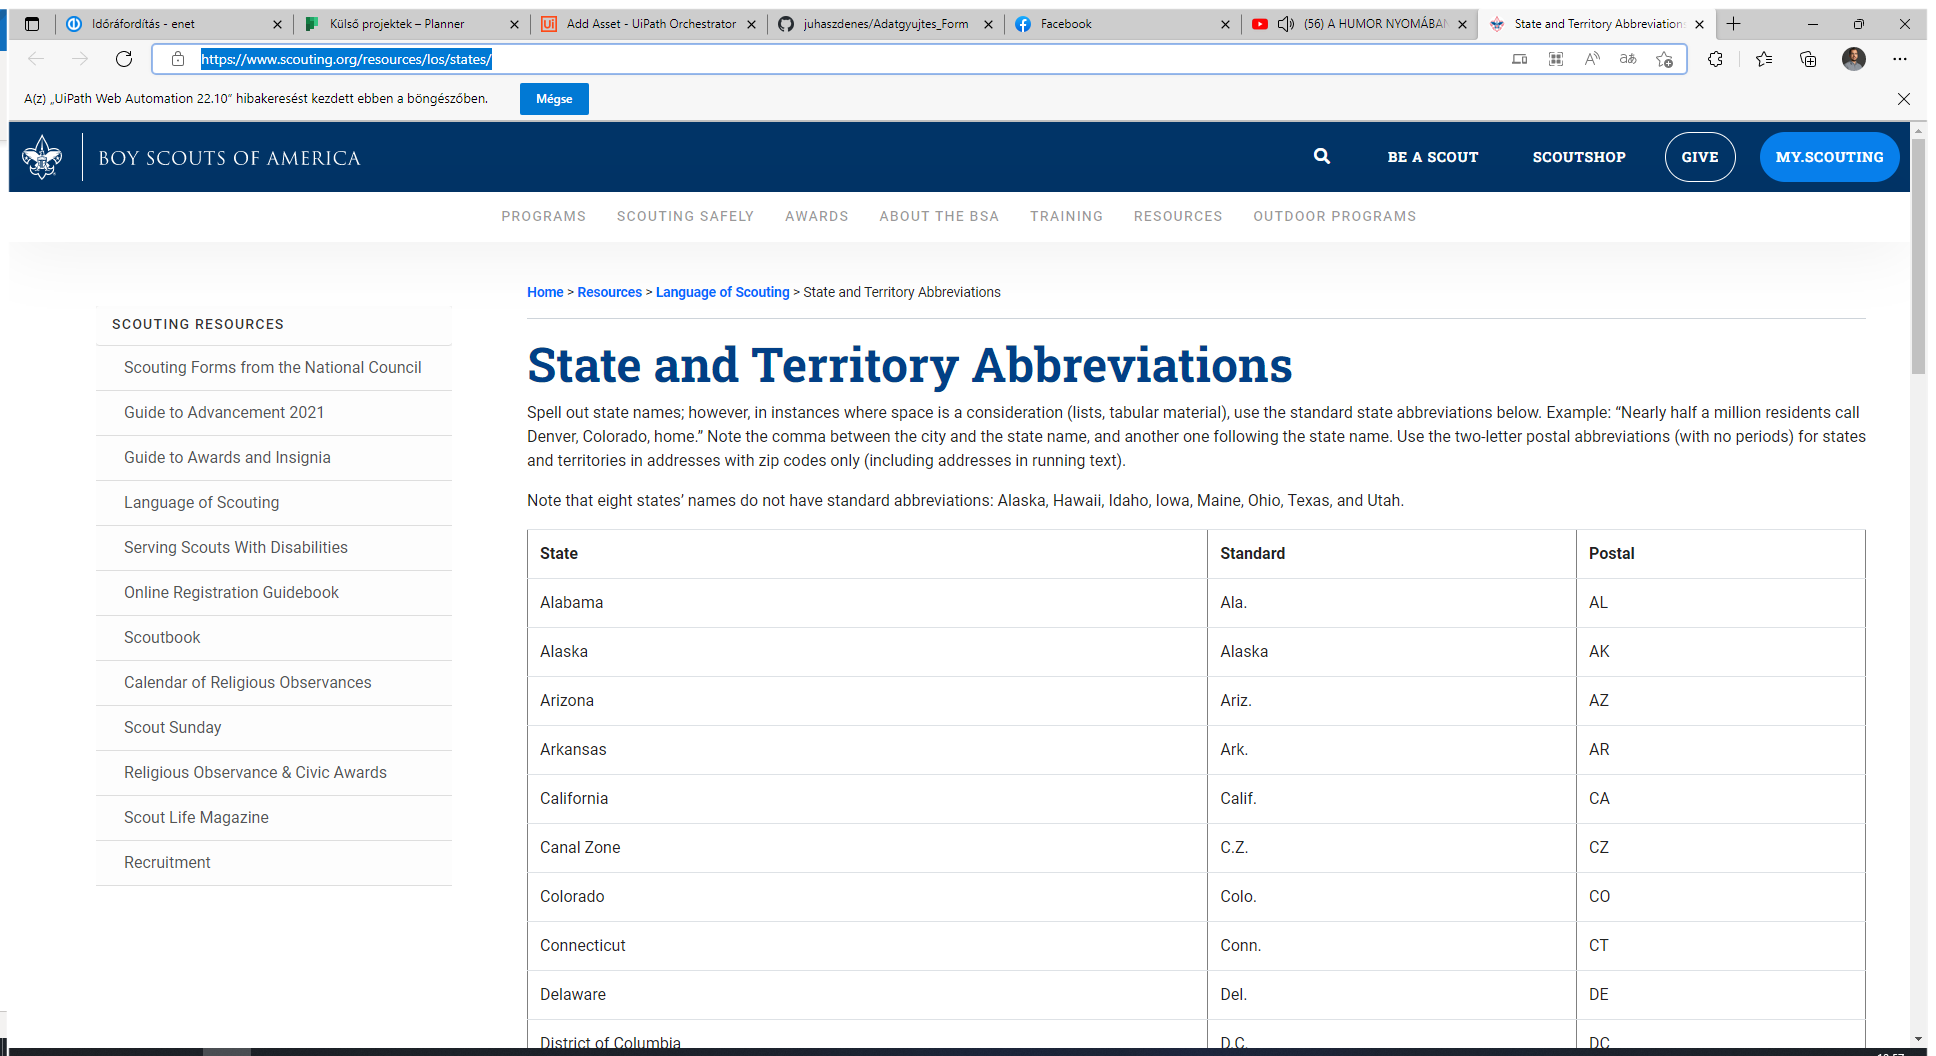 Időráfordítás - enet
Külső projektek – Planner
Add Asset - UiPath Orchestrator
juhaszdenes/Adatgyujtes_Form
Facebook
(56) A HUMOR NYOMÁBAN
State and Territory Abbreviations
https://www.scouting.org/resources/los/states/
A(z) „UiPath Web Automation 22.10” hibakeresést kezdett ebben a böngészőben.
Mégse
BOY SCOUTS OF AMERICA
BE A SCOUT
SCOUTSHOP
GIVE
MY.SCOUTING
PROGRAMS SCOUTING SAFELY AWARDS ABOUT THE BSA TRAINING RESOURCES OUTDOOR PROGRAMS
SCOUTING RESOURCES
Scouting Forms from the National Council
Guide to Advancement 2021
Guide to Awards and Insignia
Language of Scouting
Serving Scouts With Disabilities
Online Registration Guidebook
Scoutbook
Calendar of Religious Observances
Scout Sunday
Religious Observance & Civic Awards
Scout Life Magazine
Recruitment
Home > Resources > Language of Scouting > State and Territory Abbreviations
State and Territory Abbreviations
Spell out state names; however, in instances where space is a consideration (lists, tabular material), use the standard state abbreviations below. Example: “Nearly half a million residents call
Denver, Colorado, home.” Note the comma between the city and the state name, and another one following the state name. Use the two-letter postal abbreviations (with no periods) for states
and territories in addresses with zip codes only (including addresses in running text).
Note that eight states’ names do not have standard abbreviations: Alaska, Hawaii, Idaho, Iowa, Maine, Ohio, Texas, and Utah.
State Standard Postal
Alabama Ala. AL
Alaska Alaska AK
Arizona Ariz. AZ
Arkansas Ark. AR
California Calif. CA
Canal Zone C.Z. CZ
Colorado Colo. CO
Connecticut Conn. CT
Delaware Del. DE
District of Columbia D.C. DC